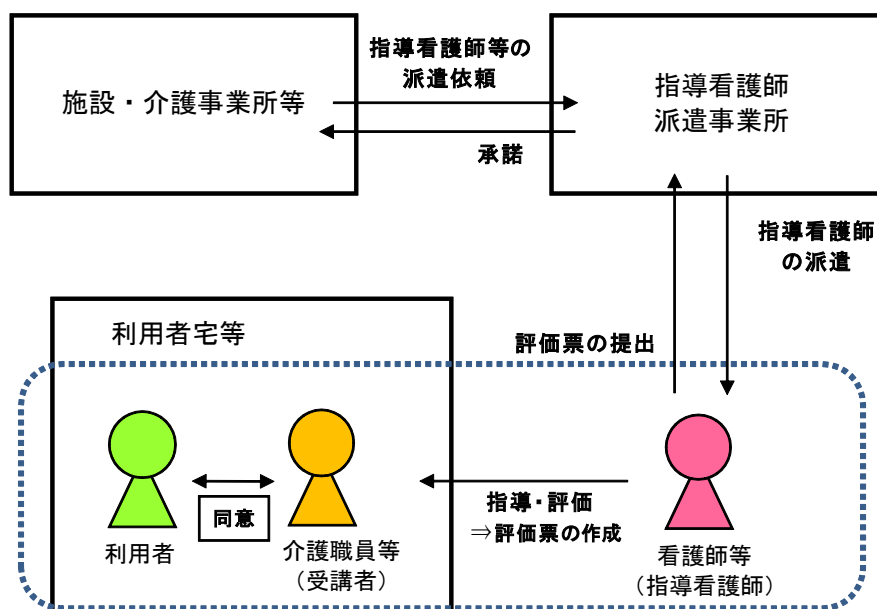 指導看護師等の
派遣依頼
施設・介護事業所等
指導看護師
派遣事業所
承諾
指導看護師
の派遣
利用者宅等
評価票の提出
同意
指導・評価
⇒評価票の作成
利用者
介護職員等
（受講者）
看護師等
（指導看護師）